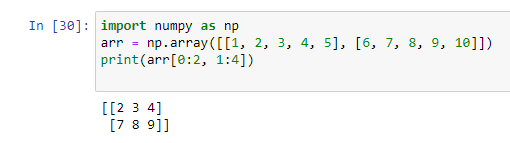 In [30]: import numpy as np
arr = np.array([[1, 2, 3, 4, 5], [6, 7, 8, 9, 10]])
print(arr[0:2, 1:4])
[[2 3 4]
 [7 8 9]]